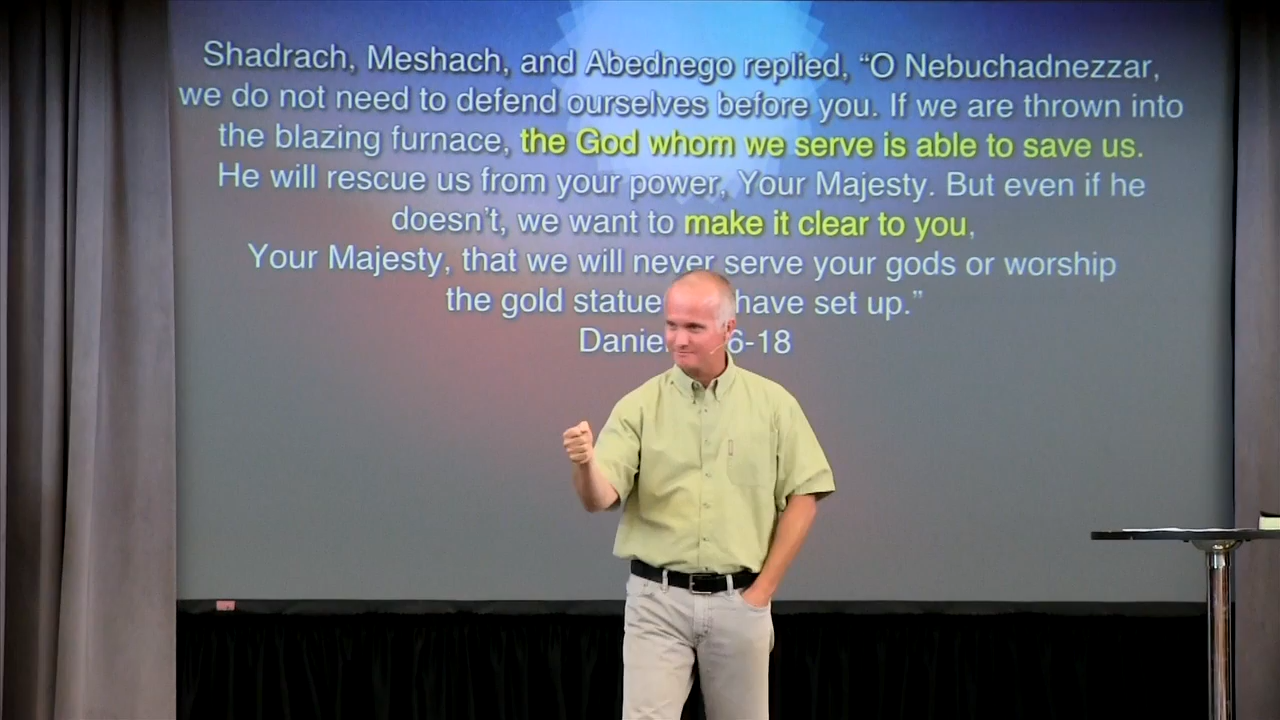 Shadrach, Meshach, and Abednego replied, “O Nebuchadnezzar,
we do not need to defend ourselves before you. If we are thrown into
the blazing furnace, the God whom we serve is able to save us.
He will rescue us from your power, Your Majesty. But even if he
doesn’t, we want to make it clear to you,
Your Majesty, that we will never serve your gods or worship
the gold statue have set up.”
Danie 6-18